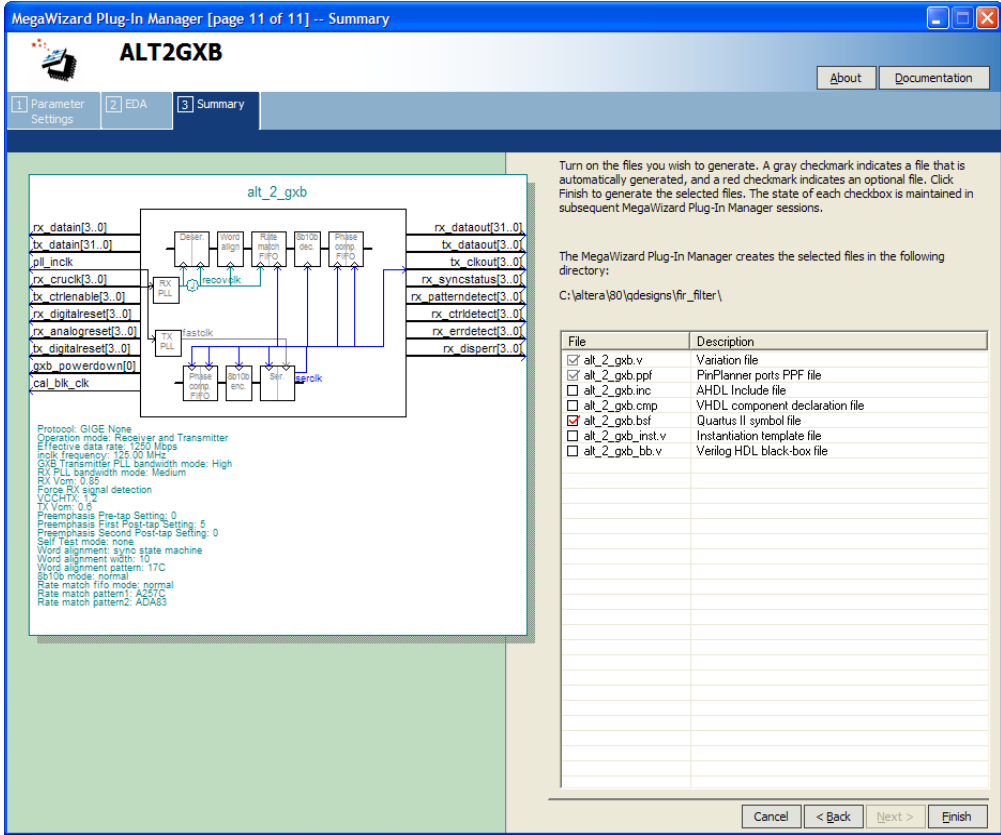 MegaWizard Plug-In Manager [page 11 of 11] -- Summary
ALT2GXB
About
Documentation
1 Parameter Settings
2 EDA
3 Summary
alt_2_gxb
rx_datain[3..0]
tx_datain[31..0]
pll_inclk
rx_cruclk[3..0]
tx_ctrlenable[3..0]
rx_digitalreset[3..0]
rx_analogreset[3..0]
tx_digitalreset[3..0]
gxb_powerdown[0]
cal_blk_clk
Deser.
Word align
Rate match FIFO
8b10b dec.
Phase comp. FIFO
RX PLL
recovclk
TX PLL
fastclk
Phase comp. FIFO
8b10b enc.
Ser.
serclk
rx_dataout[31..0]
tx_dataout[3..0]
tx_clkout[3..0]
rx_syncstatus[3..0]
rx_patterndetect[3..0]
rx_ctrldetect[3..0]
rx_errdetect[3..0]
rx_disperr[3..0]
Protocol: GIGE None
Operation mode: Receiver and Transmitter
Effective data rate: 1250 Mbps
inclk frequency: 125.00 MHz
GXB Transmitter PLL bandwidth mode: High
RX PLL bandwidth mode: Medium
RX Vcm: 0.85
Force RX signal detection
VCCHTX: 1.2
TX Vcm: 0.6
Preemphasis Pre-tap Setting: 0
Preemphasis First Post-tap Setting: 5
Preemphasis Second Post-tap Setting: 0
Self Test mode: none
Word alignment: sync state machine
Word alignment width: 10
Word alignment pattern: 17C
8b10b mode: normal
Rate match fifo mode: normal
Rate match pattern1: A257C
Rate match pattern2: ADA83
Turn on the files you wish to generate. A gray checkmark indicates a file that is
automatically generated, and a red checkmark indicates an optional file. Click
Finish to generate the selected files. The state of each checkbox is maintained in
subsequent MegaWizard Plug-In Manager sessions.
The MegaWizard Plug-In Manager creates the selected files in the following
directory:
C:\altera\80\qdesigns\fir_filter\
File Description
alt_2_gxb.v Variation file
alt_2_gxb.ppf PinPlanner ports PPF file
alt_2_gxb.inc AHDL Include file
alt_2_gxb.cmp VHDL component declaration file
alt_2_gxb.bsf Quartus II symbol file
alt_2_gxb_inst.v Instantiation template file
alt_2_gxb_bb.v Verilog HDL black-box file
Cancel
< Back
Next >
Finish